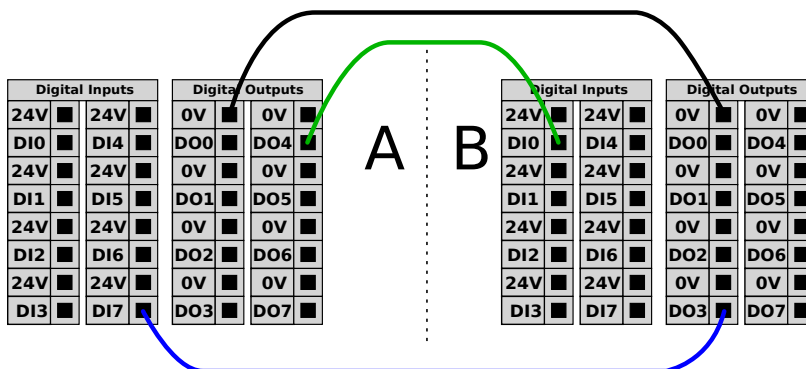 Digital Inputs Digital Outputs Digital Inputs Digital Outputs
24V 24V 0V 0V 24V 24V 0V 0V
DI0 DI4 DO0 DO4 A B DI0 DI4 DO0 DO4
24V 24V 0V 0V 24V 24V 0V 0V
DI1 DI5 DO1 DO5 DI1 DI5 DO1 DO5
24V 24V 0V 0V 24V 24V 0V 0V
DI2 DI6 DO2 DO6 DI2 DI6 DO2 DO6
24V 24V 0V 0V 24V 24V 0V 0V
DI3 DI7 DO3 DO7 DI3 DI7 DO3 DO7